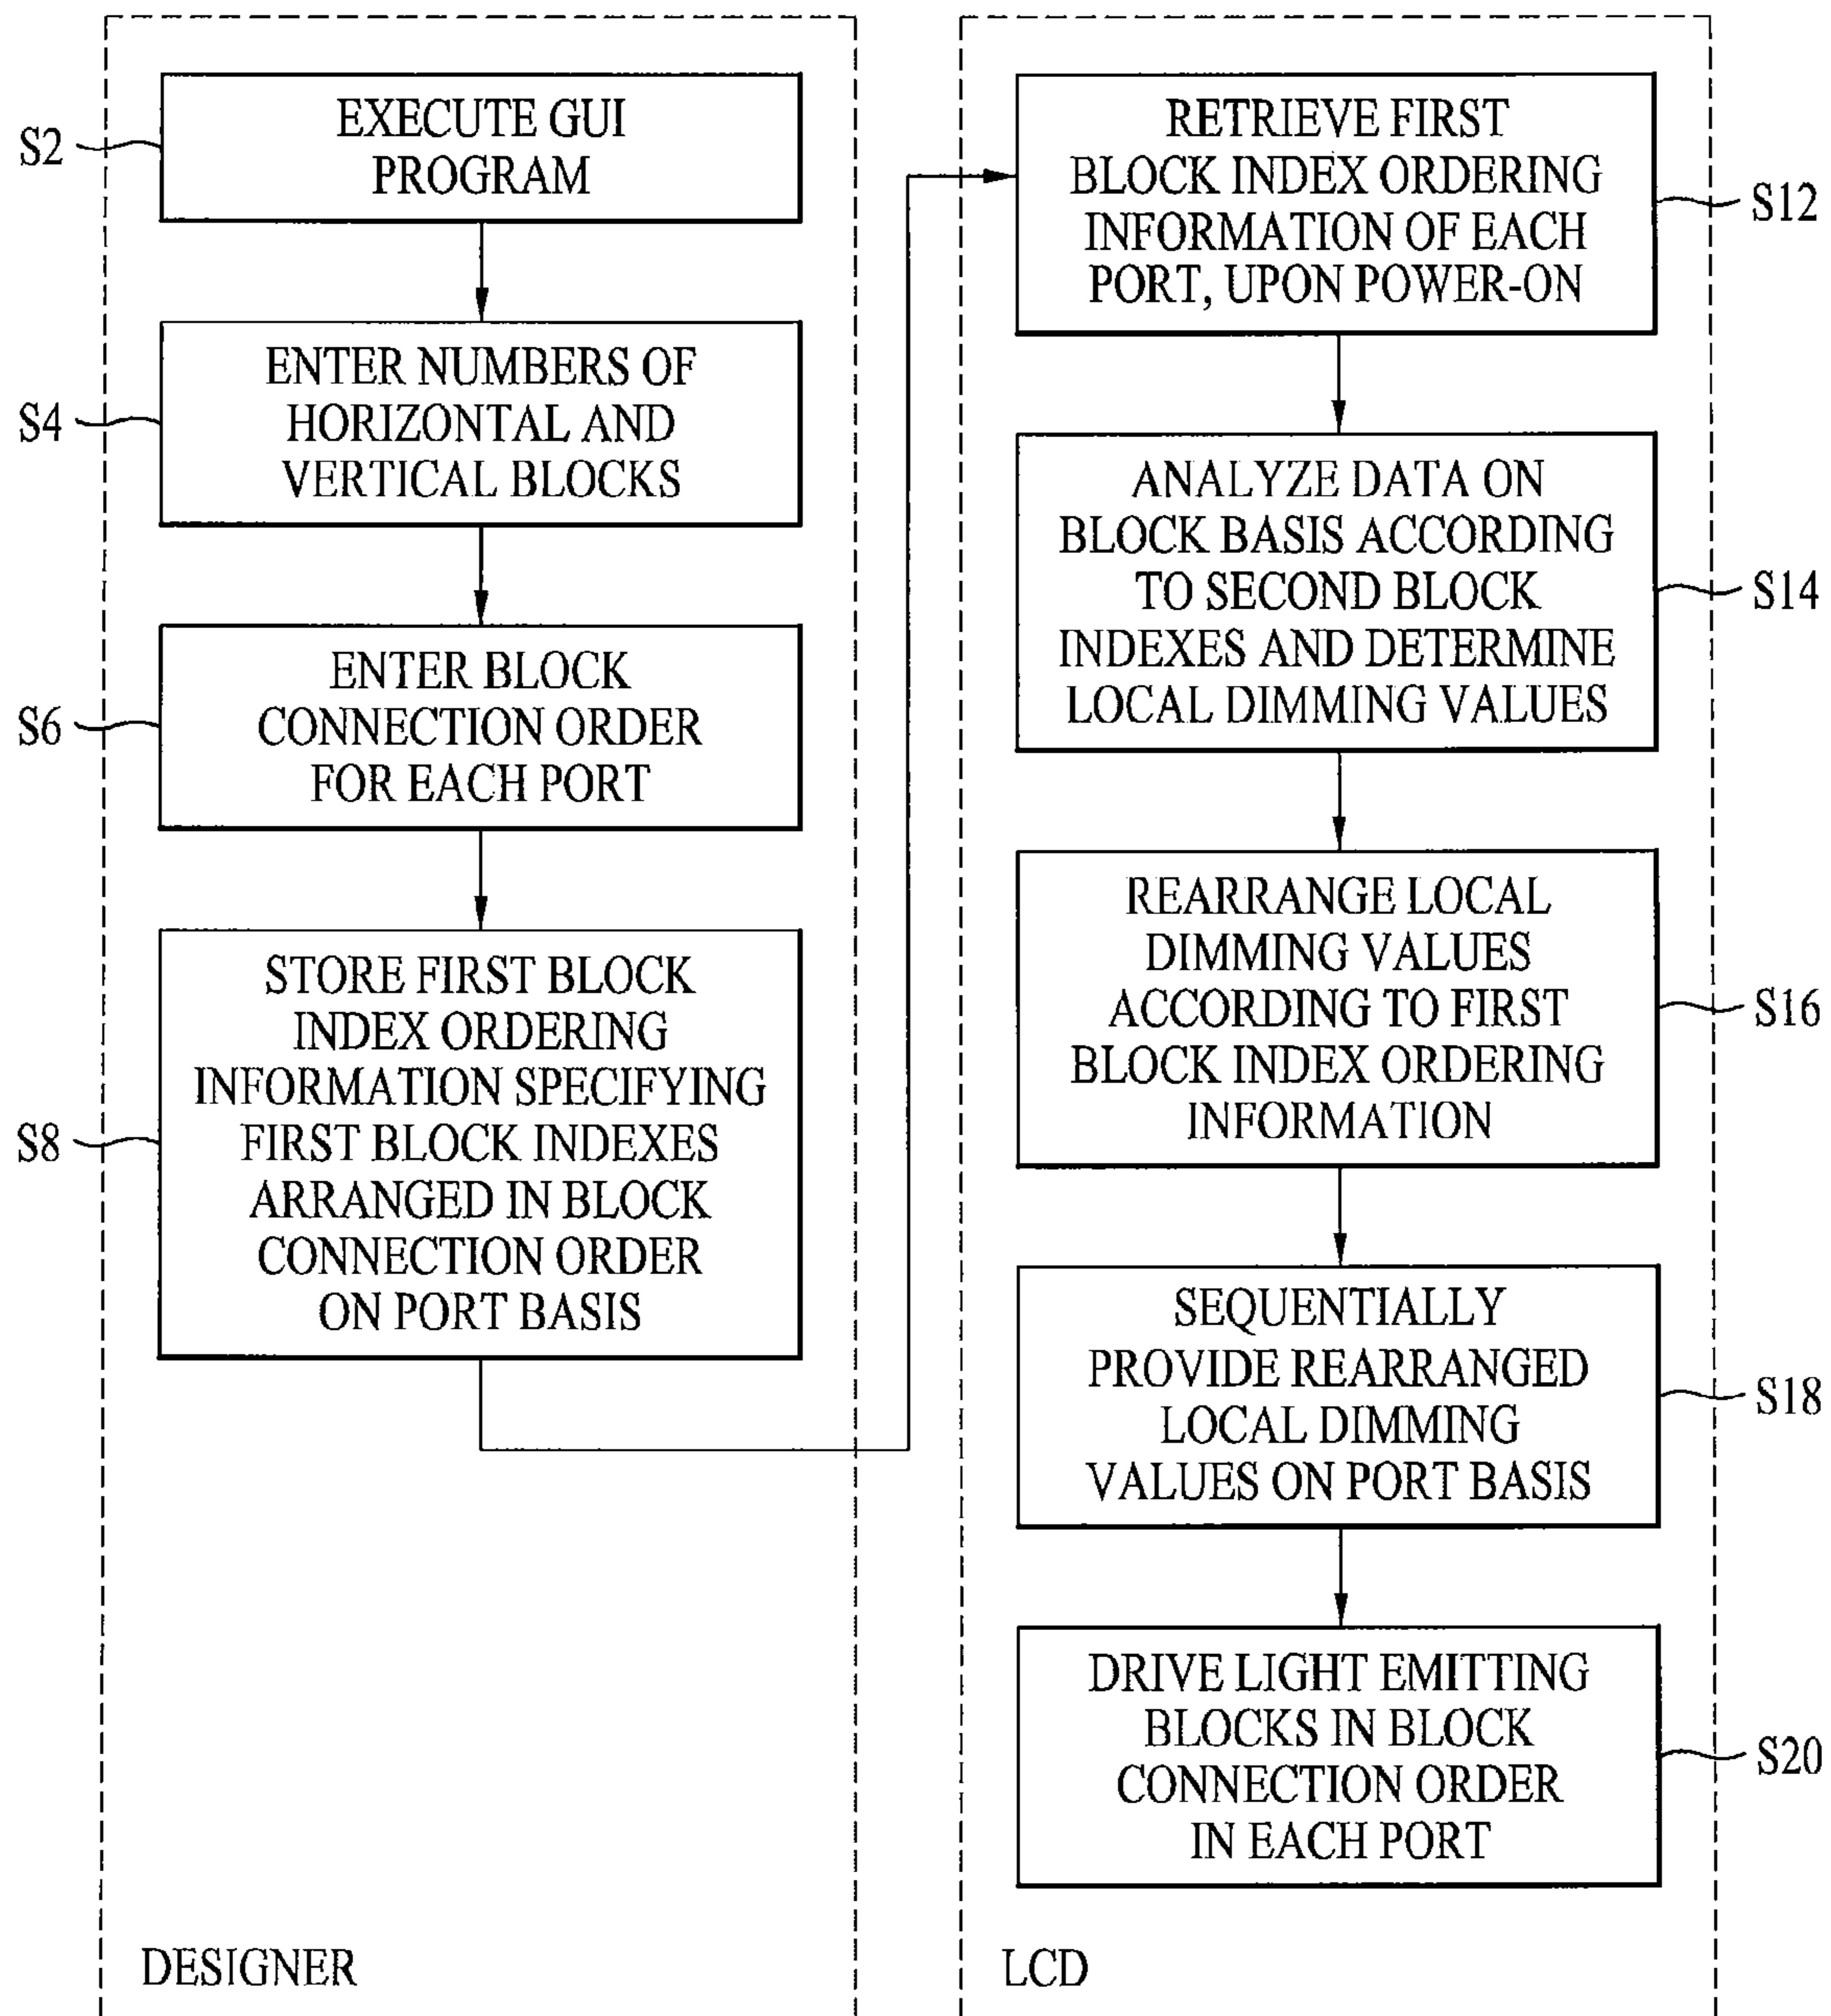 S2
EXECUTE GUI
PROGRAM
S4
ENTER NUMBERS OF
HORIZONTAL AND
VERTICAL BLOCKS
S6
ENTER BLOCK
CONNECTION ORDER
FOR EACH PORT
S8
STORE FIRST BLOCK
INDEX ORDERING
INFORMATION SPECIFYING
FIRST BLOCK INDEXES
ARRANGED IN BLOCK
CONNECTION ORDER
ON PORT BASIS
DESIGNER
RETRIEVE FIRST
BLOCK INDEX ORDERING
INFORMATION OF EACH
PORT, UPON POWER-ON
S12
ANALYZE DATA ON
BLOCK BASIS ACCORDING
TO SECOND BLOCK
INDEXES AND DETERMINE
LOCAL DIMMING VALUES
S14
REARRANGE LOCAL
DIMMING VALUES
ACCORDING TO FIRST
BLOCK INDEX ORDERING
INFORMATION
S16
SEQUENTIALLY
PROVIDE REARRANGED
LOCAL DIMMING
VALUES ON PORT BASIS
S18
DRIVE LIGHT EMITTING
BLOCKS IN BLOCK
CONNECTION ORDER
IN EACH PORT
S20
LCD